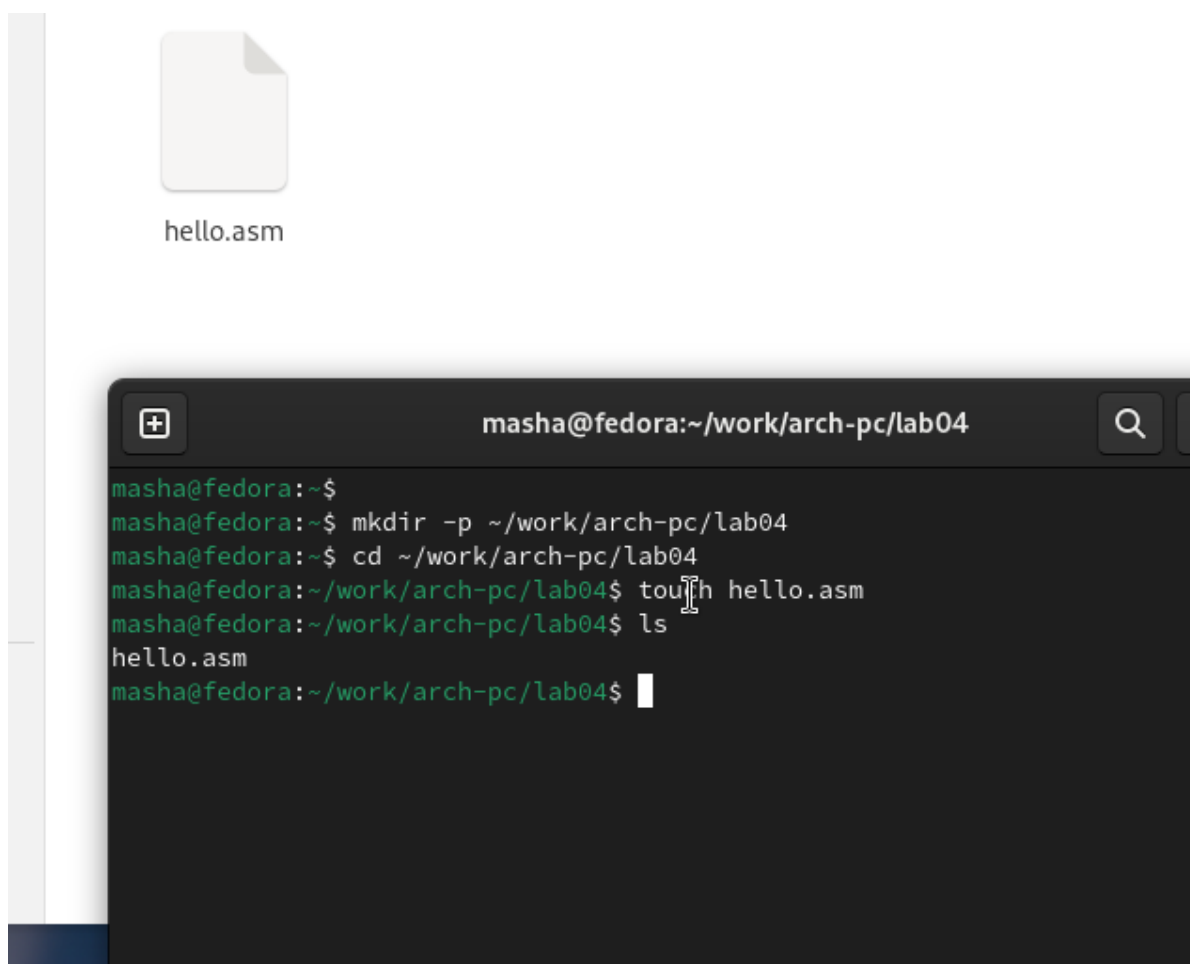 hello.asm
masha@fedora:~/work/arch-pc/lab04
masha@fedora:~$
masha@fedora:~$ mkdir -p ~/work/arch-pc/lab04
masha@fedora:~$ cd ~/work/arch-pc/lab04
masha@fedora:~/work/arch-pc/lab04$ touch hello.asm
masha@fedora:~/work/arch-pc/lab04$ ls
hello.asm
masha@fedora:~/work/arch-pc/lab04$